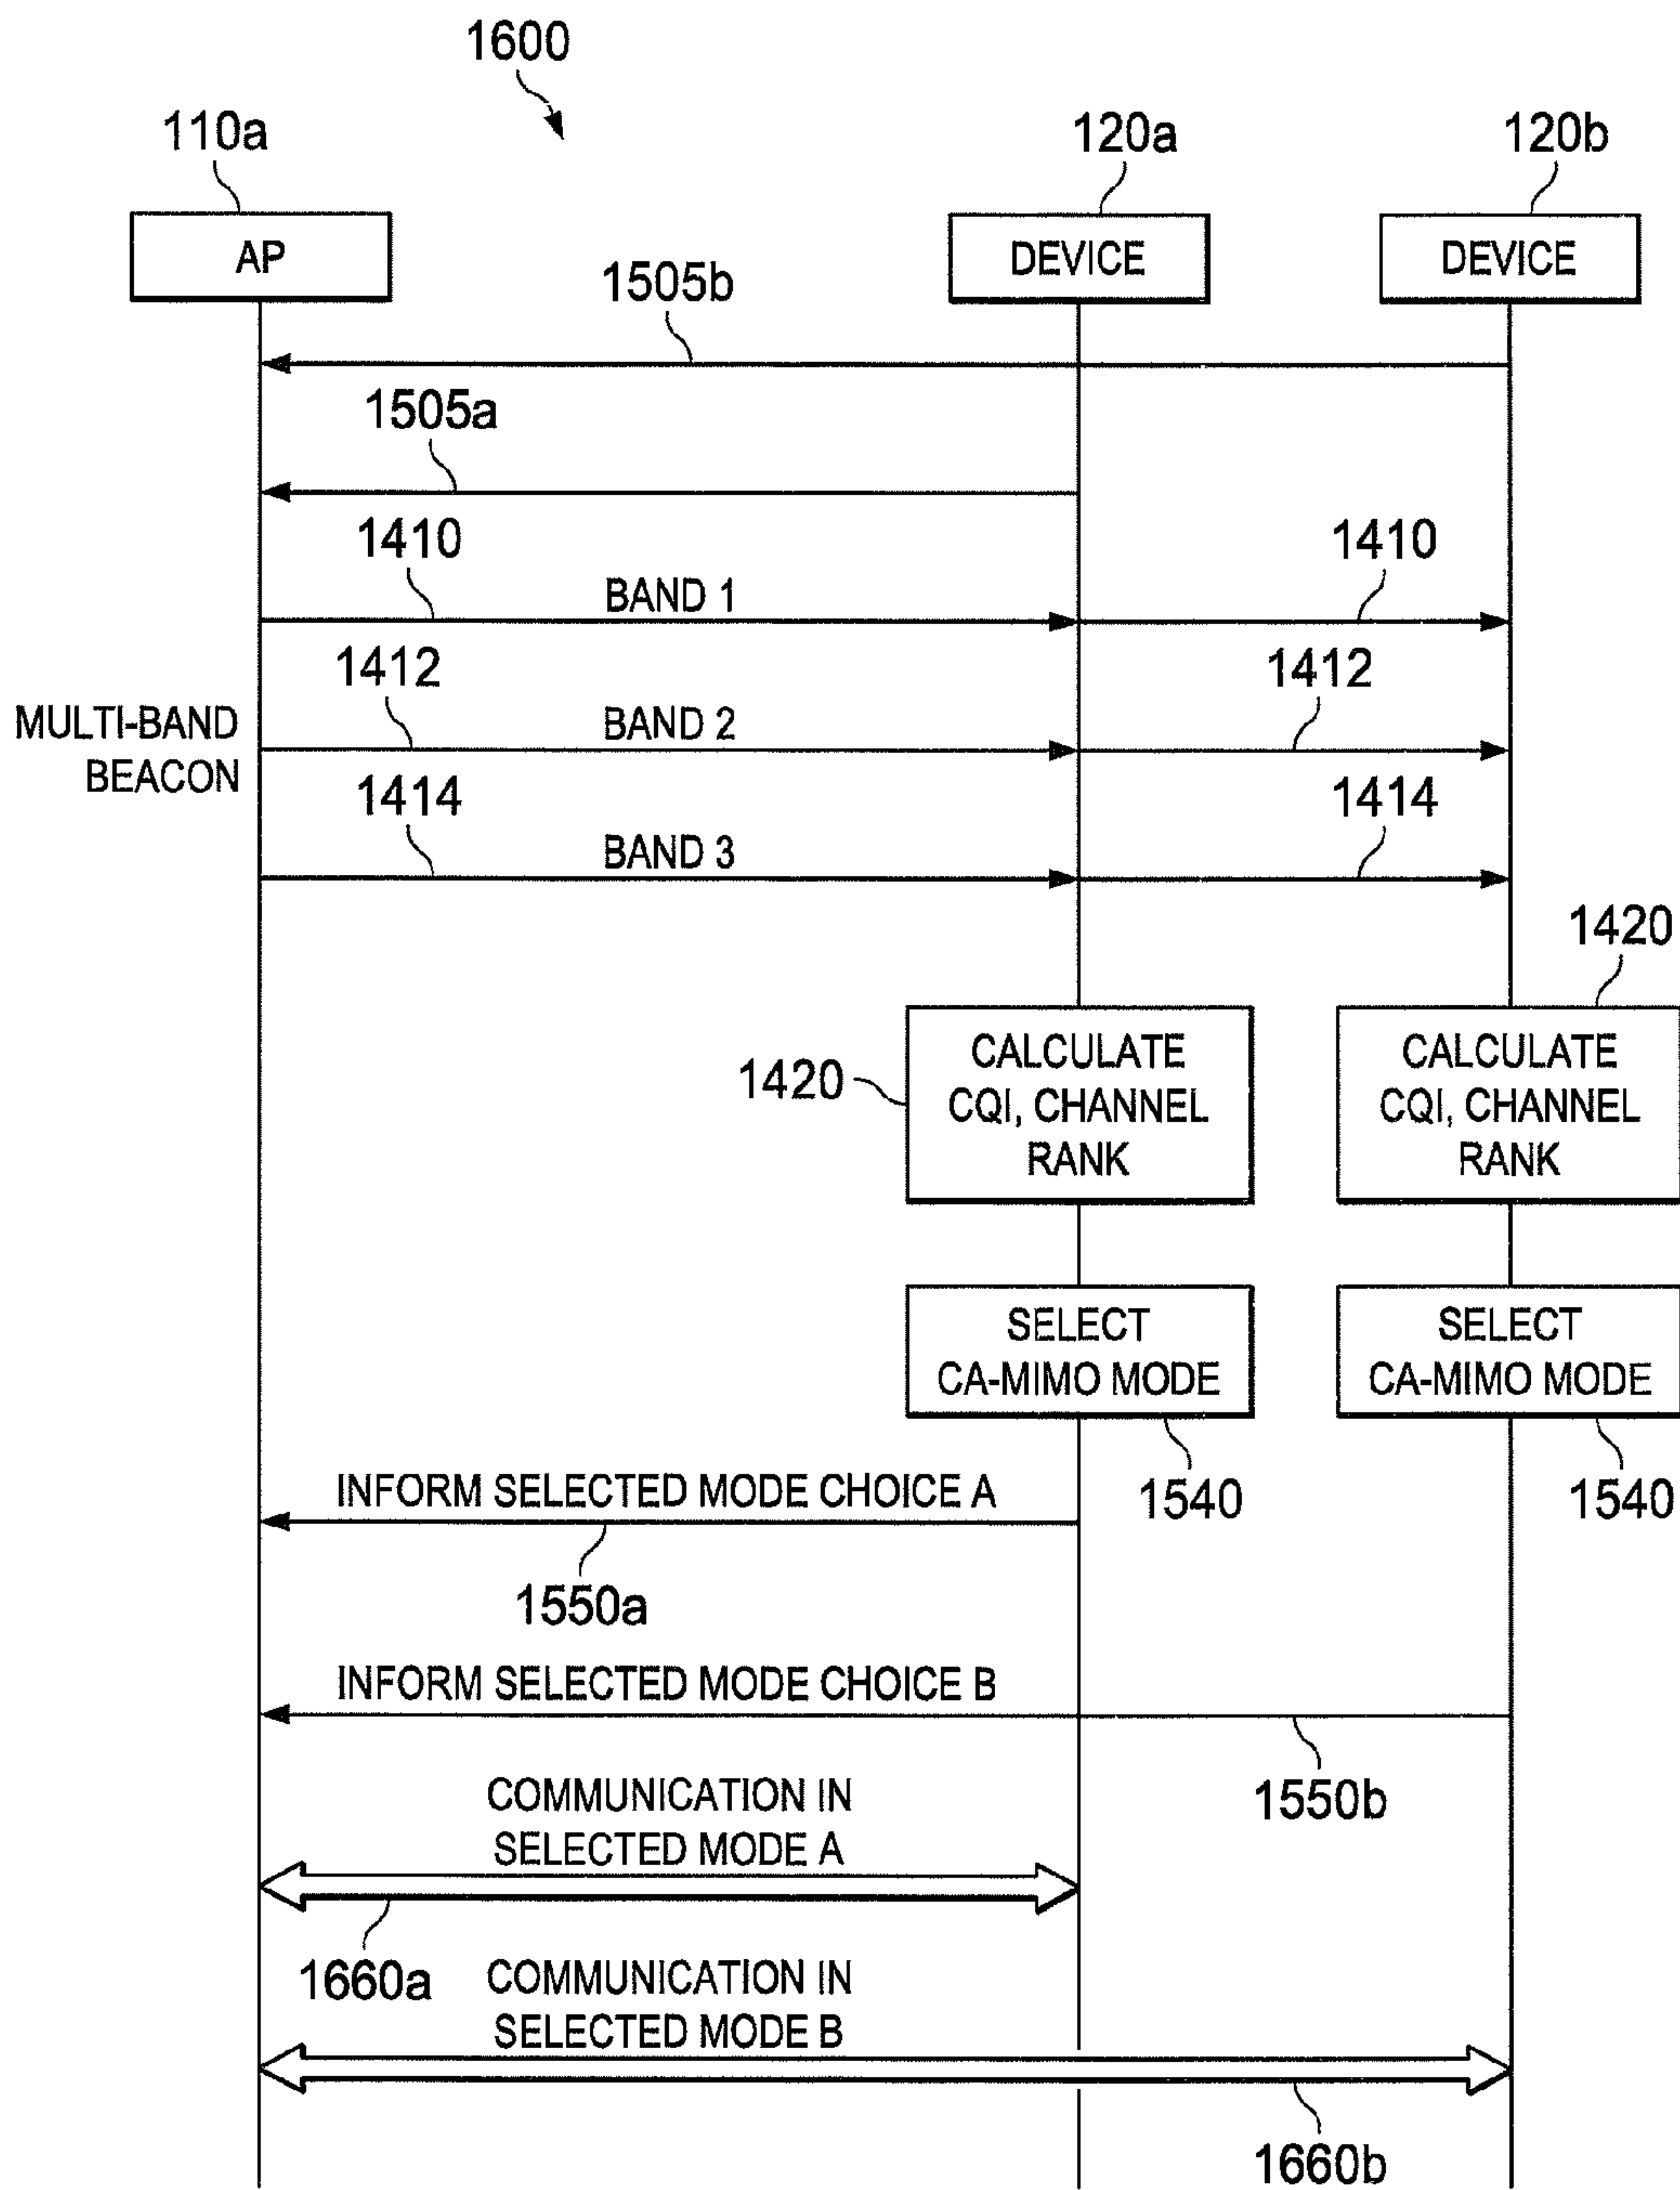 1600
110a
120a
120b
AP
DEVICE
DEVICE
1505b
1505a
1410
1410
BAND 1
1412
1412
MULTI-BAND
BEACON
BAND 2
1414
1414
BAND 3
1420
1420
CALCULATE
CQI, CHANNEL
RANK
CALCULATE
CQI, CHANNEL
RANK
SELECT
CA-MIMO MODE
SELECT
CA-MIMO MODE
1540
1540
INFORM SELECTED MODE CHOICE A
1550a
INFORM SELECTED MODE CHOICE B
1550b
COMMUNICATION IN
SELECTED MODE A
1660a
COMMUNICATION IN
SELECTED MODE B
1660b